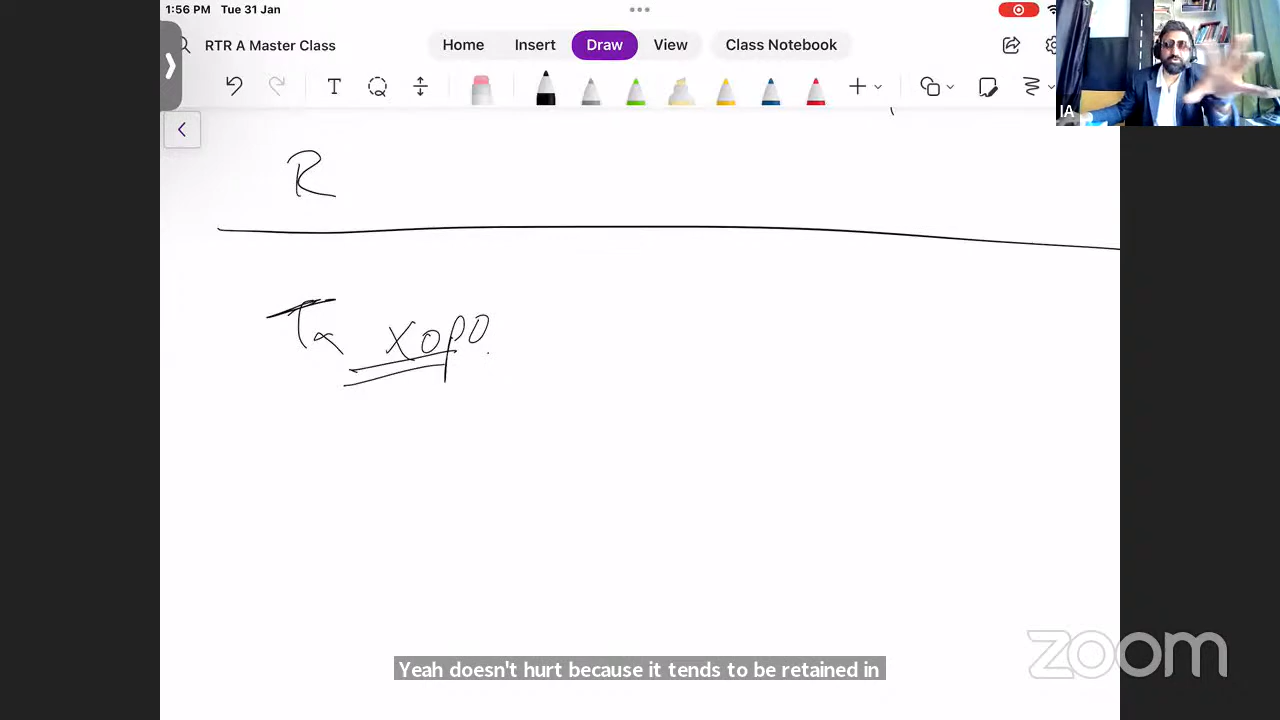 1:56 PM Tue 31 Jan
RTR A Master Class
Home Insert Draw View Class Notebook
T
IA
R
Tx XOPO
Yeah doesn't hurt because it tends to be retained in
zoom